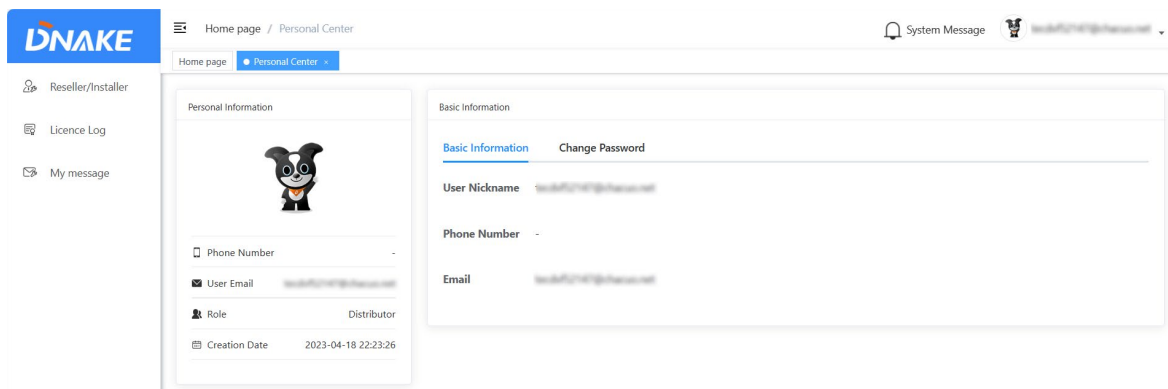 DNAKE
Home page / Personal Center
System Message
Home page
Personal Center ×
Reseller/Installer
Licence Log
My message
Personal Information
Phone Number -
User Email
Role Distributor
Creation Date 2023-04-18 22:23:26
Basic Information
Basic Information Change Password
User Nickname
Phone Number -
Email